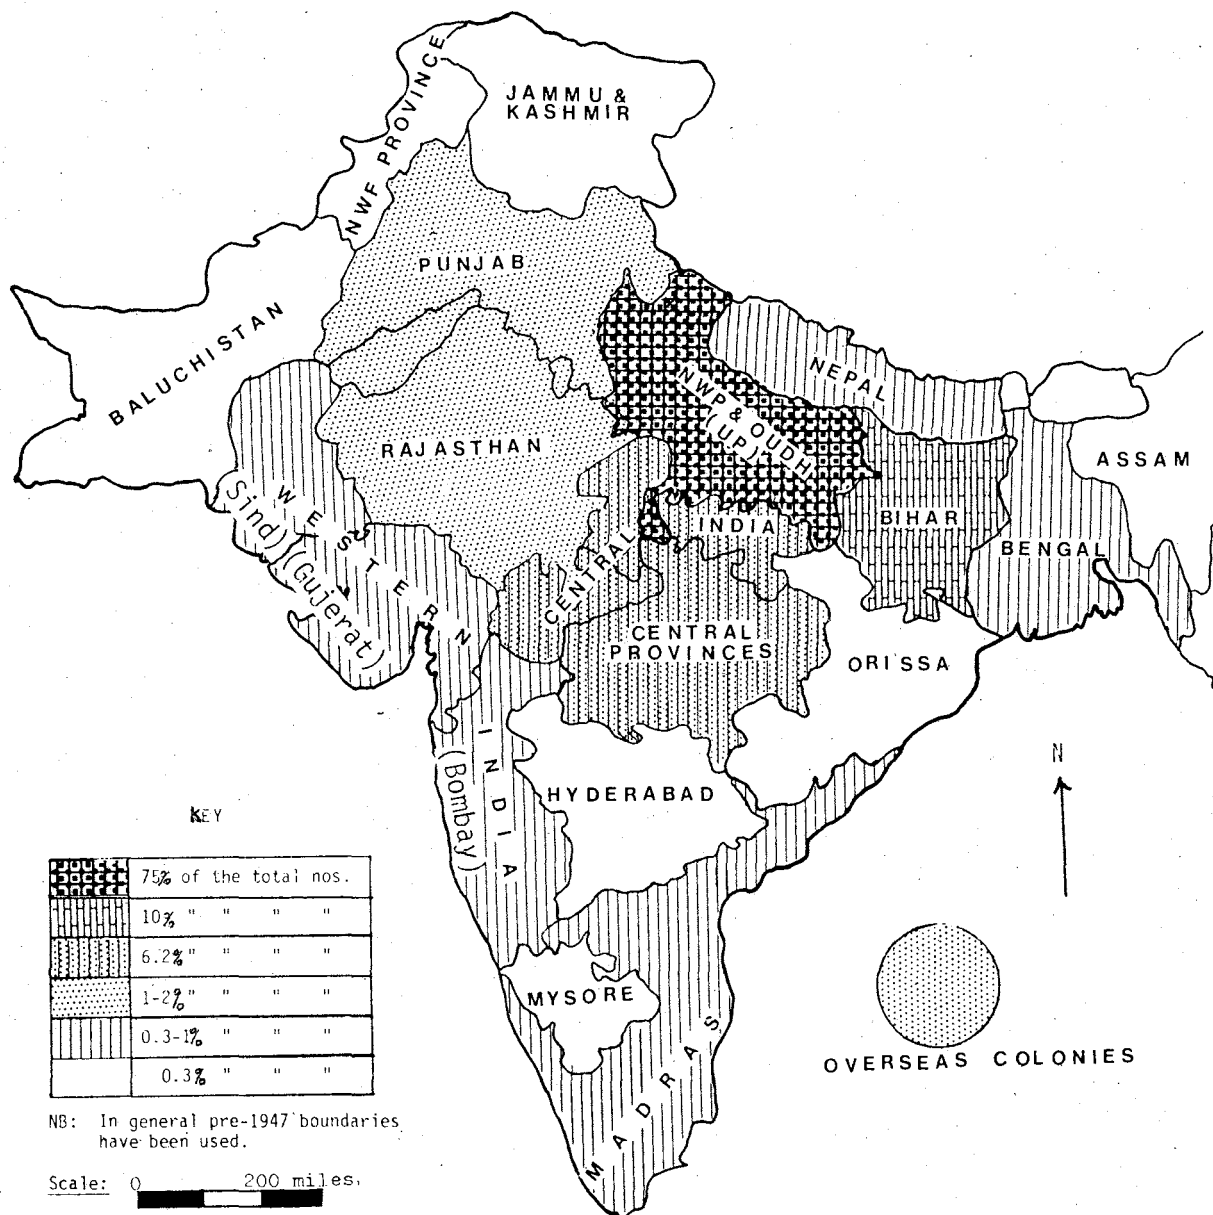 JAMMU &
KASHMIR
NWF PROVINCE
PUNJAB
BALUCHISTAN
RAJASTHAN
NWP & OUDH
(U.P.)
NEPAL
ASSAM
BIHAR
BENGAL
CENTRAL INDIA
WESTERN INDIA
(Sind)
(Gujerat)
(Bombay)
CENTRAL
PROVINCES
ORISSA
HYDERABAD
MYSORE
MADRAS
N
OVERSEAS COLONIES
KEY
75% of the total nos.
10% " " " "
6.2% " " " "
1-2% " " " "
0.3-1% " " " "
0.3% " " "
NB: In general pre-1947 boundaries
have been used.
Scale: 0 200 miles.